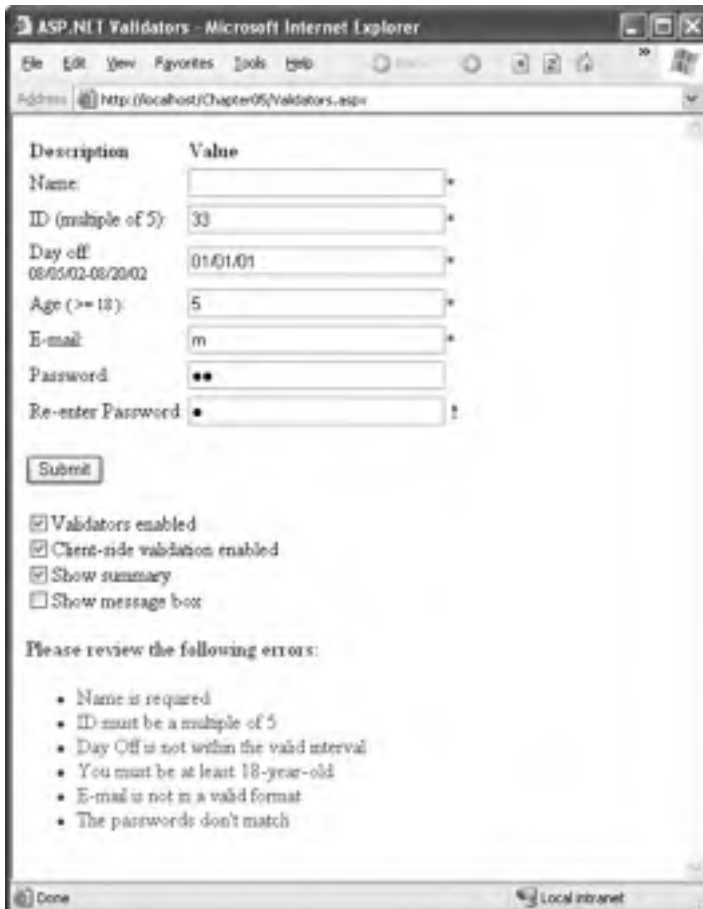 ASP.NET Validators - Microsoft Internet Explorer
File Edit View Favorites Tools Help
Address http://localhost/Chapter05/Validators.aspx
Description Value
Name: *
ID (multiple of 5): 33 *
Day off: 01/01/01 *
08/05/02-08/20/02
Age (>= 18): 5 *
E-mail: m *
Password: ●●
Re-enter Password ●
Submit
Validators enabled
Client-side validation enabled
Show summary
Show message box
Please review the following errors:
• Name is required
• ID must be a multiple of 5
• Day Off is not within the valid interval
• You must be at least 18-year-old
• E-mail is not in a valid format
• The passwords don't match
Done Local intranet